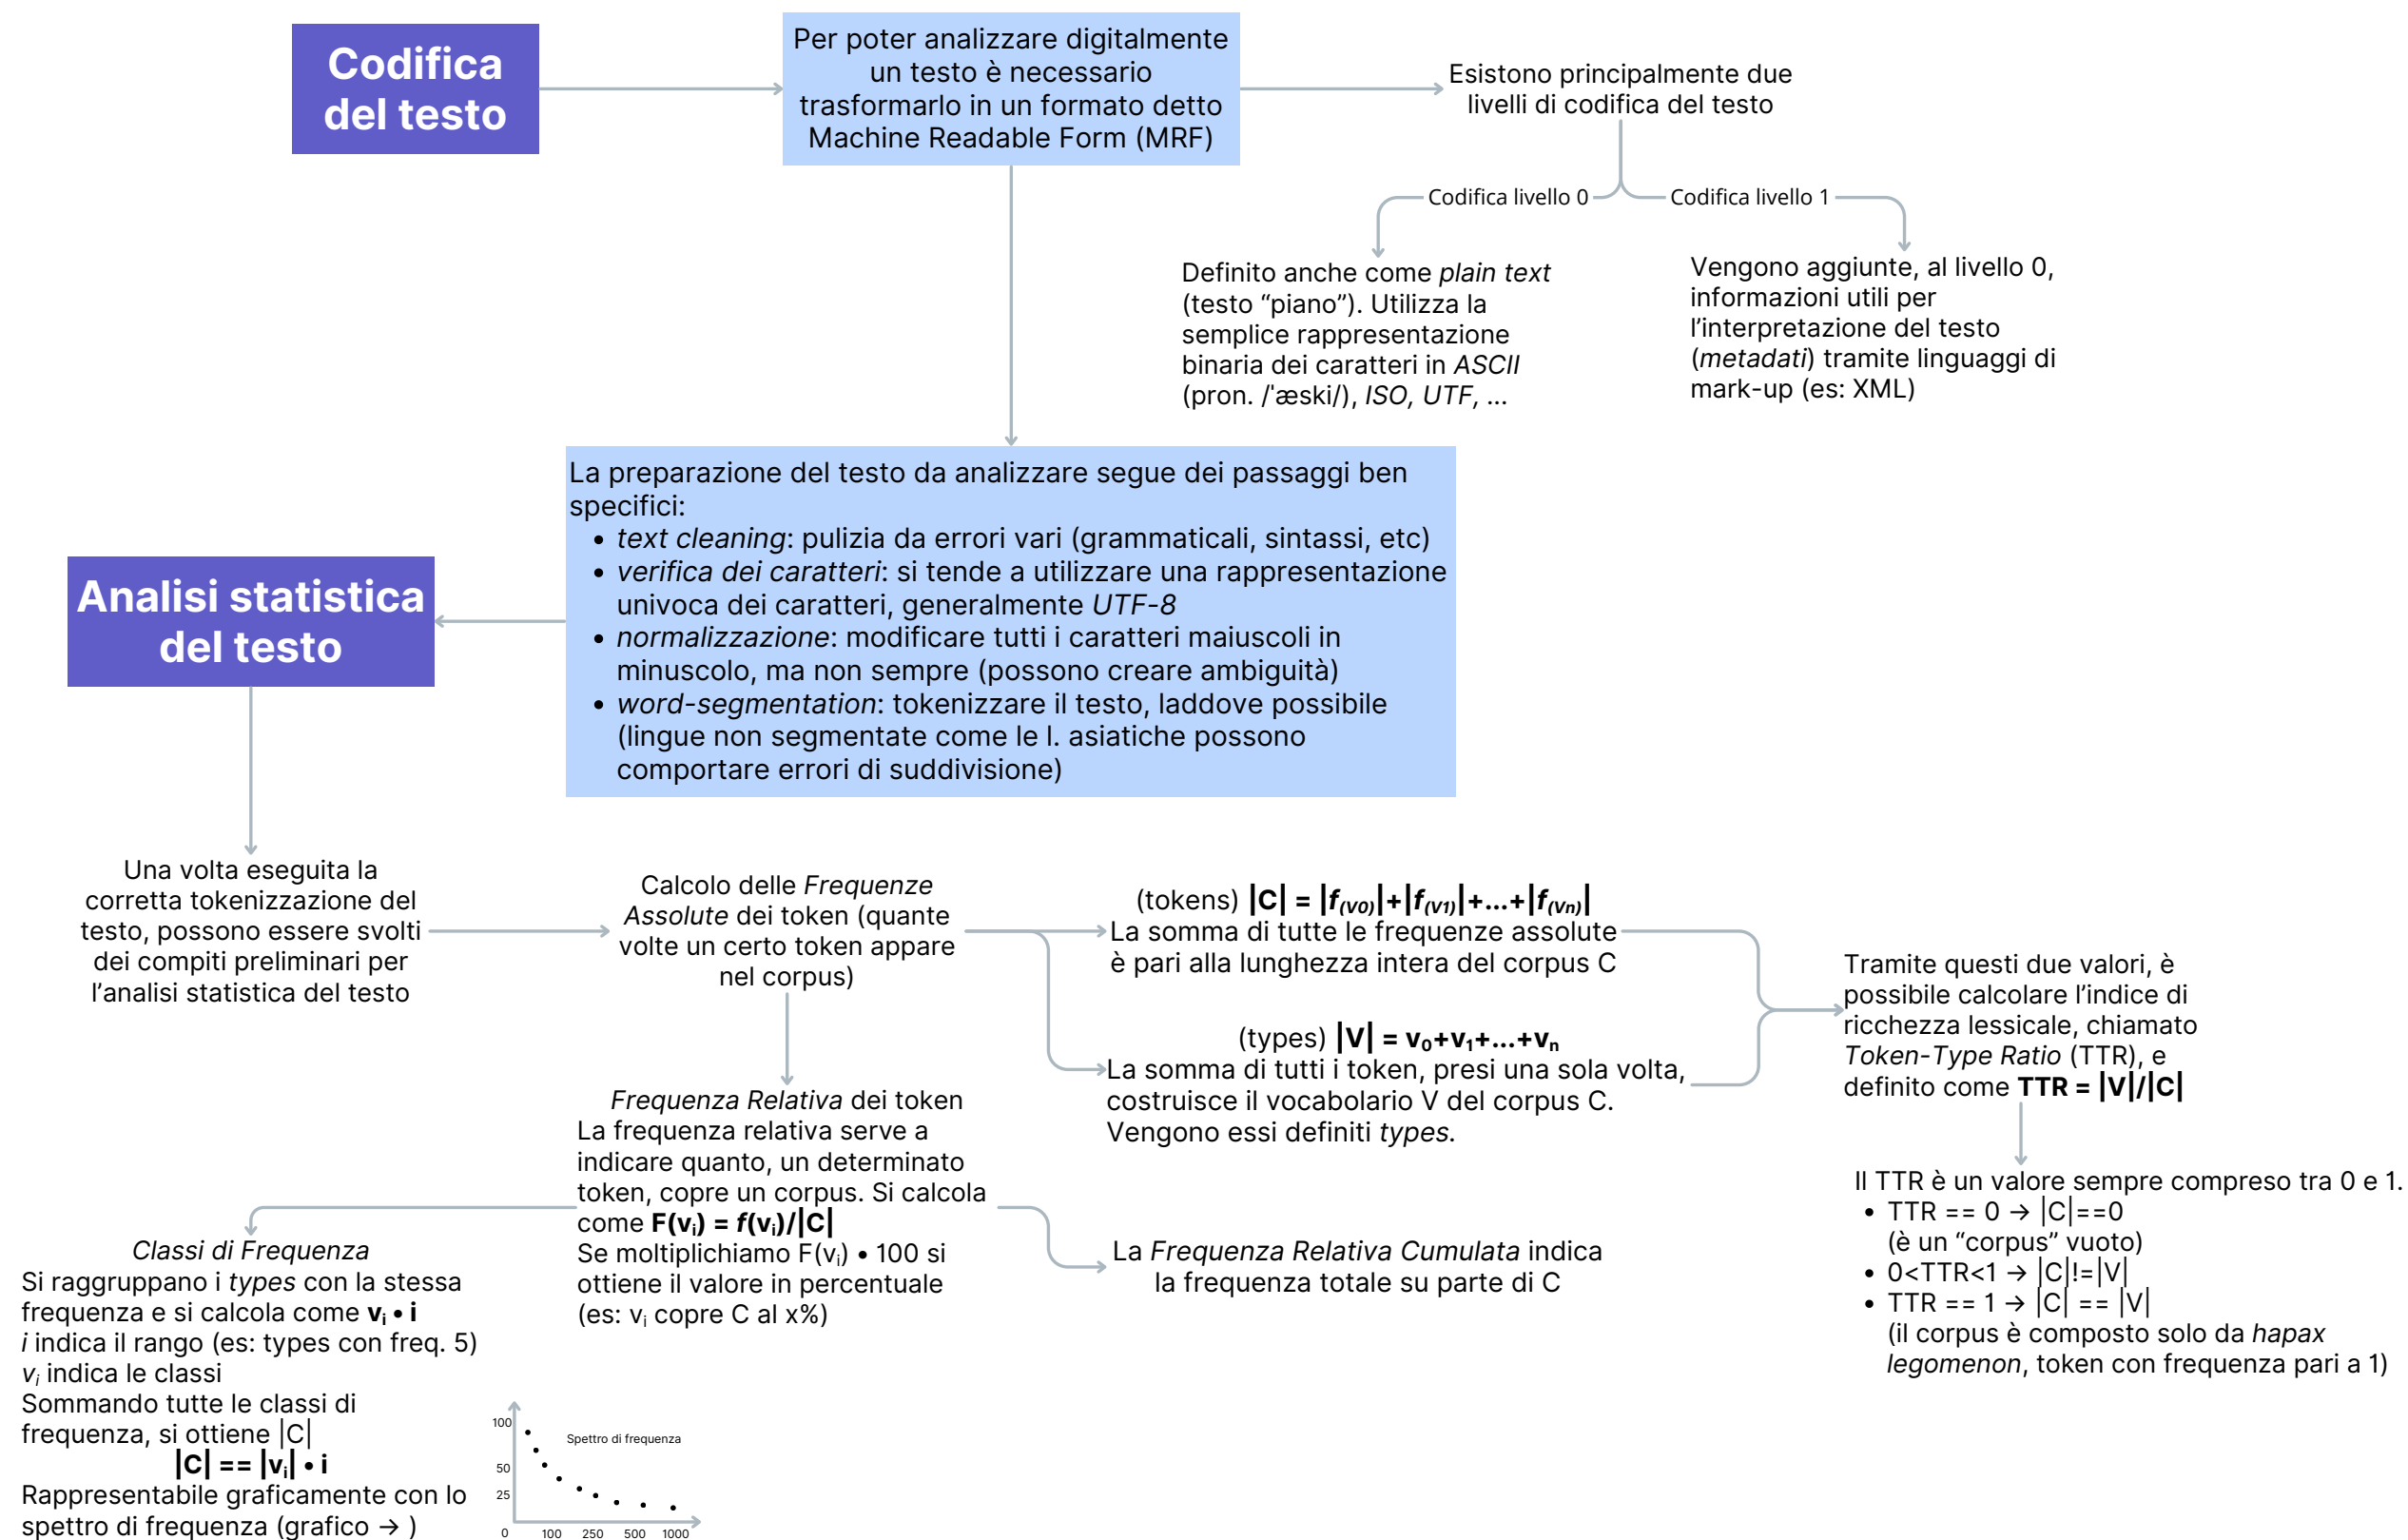 Codifica
del testo
Per poter analizzare digitalmente
un testo è necessario
trasformarlo in un formato detto
Machine Readable Form (MRF)
Esistono principalmente due
livelli di codifica del testo
Codifica livello 0
Codifica livello 1
Definito anche come plain text
(testo “piano”). Utilizza la
semplice rappresentazione
binaria dei caratteri in ASCII
(pron. /ˈæski/), ISO, UTF, ...
Vengono aggiunte, al livello 0,
informazioni utili per
l’interpretazione del testo
(metadati) tramite linguaggi di
mark-up (es: XML)
La preparazione del testo da analizzare segue dei passaggi ben
specifici:
• text cleaning: pulizia da errori vari (grammaticali, sintassi, etc)
• verifica dei caratteri: si tende a utilizzare una rappresentazione
univoca dei caratteri, generalmente UTF-8
• normalizzazione: modificare tutti i caratteri maiuscoli in
minuscolo, ma non sempre (possono creare ambiguità)
• word-segmentation: tokenizzare il testo, laddove possibile
(lingue non segmentate come le l. asiatiche possono
comportare errori di suddivisione)
Analisi statistica
del testo
Una volta eseguita la
corretta tokenizzazione del
testo, possono essere svolti
dei compiti preliminari per
l’analisi statistica del testo
Calcolo delle Frequenze
Assolute dei token (quante
volte un certo token appare
nel corpus)
(tokens) |C| = |f(V0)|+|f(V1)|+...+|f(Vn)|
La somma di tutte le frequenze assolute
è pari alla lunghezza intera del corpus C
(types) |V| = v₀+v₁+...+vₙ
La somma di tutti i token, presi una sola volta,
costruisce il vocabolario V del corpus C.
Vengono essi definiti types.
Tramite questi due valori, è
possibile calcolare l’indice di
ricchezza lessicale, chiamato
Token-Type Ratio (TTR), e
definito come TTR = |V|/|C|
Il TTR è un valore sempre compreso tra 0 e 1.
• TTR == 0 → |C|==0
(è un “corpus” vuoto)
• 0<TTR<1 → |C|!=|V|
• TTR == 1 → |C| == |V|
(il corpus è composto solo da hapax
legomenon, token con frequenza pari a 1)
Frequenza Relativa dei token
La frequenza relativa serve a
indicare quanto, un determinato
token, copre un corpus. Si calcola
come F(vᵢ) = f(vᵢ)/|C|
Se moltiplichiamo F(vᵢ) • 100 si
ottiene il valore in percentuale
(es: vᵢ copre C al x%)
La Frequenza Relativa Cumulata indica
la frequenza totale su parte di C
Classi di Frequenza
Si raggruppano i types con la stessa
frequenza e si calcola come vᵢ • i
i indica il rango (es: types con freq. 5)
vᵢ indica le classi
Sommando tutte le classi di
frequenza, si ottiene |C|
|C| == |vᵢ| • i
Rappresentabile graficamente con lo
spettro di frequenza (grafico → )
Spettro di frequenza
100
50
25
0 100 250 500 1000